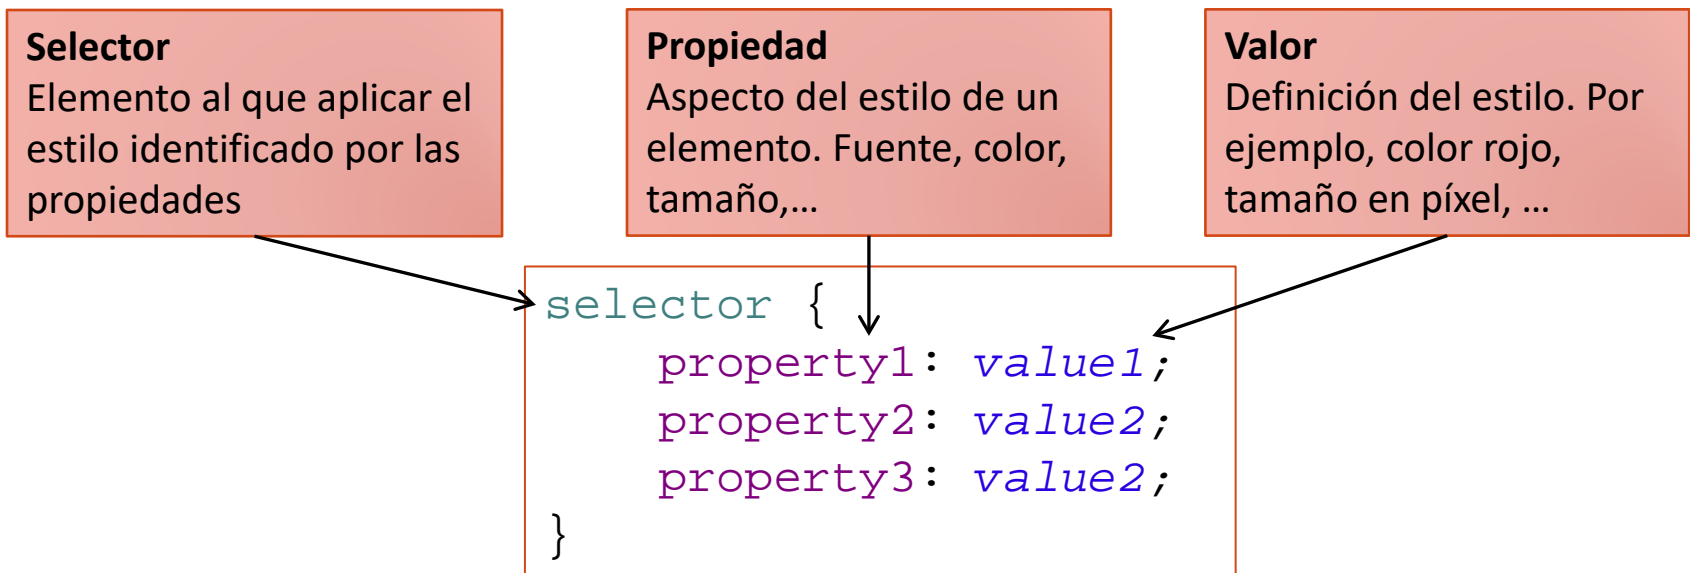 Selector
Elemento al que aplicar el
estilo identificado por las
propiedades
Propiedad
Aspecto del estilo de un
elemento. Fuente, color,
tamaño,…
Valor
Definición del estilo. Por
ejemplo, color rojo,
tamaño en píxel, …
selector {
property1: value1;
property2: value2;
property3: value2;
}